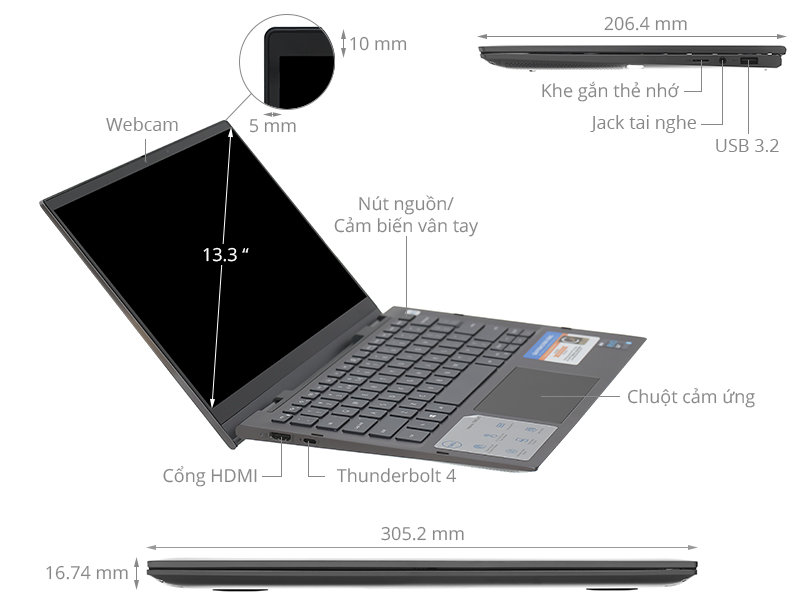 10 mm
5 mm
Webcam
206.4 mm
Khe gắn thẻ nhớ
Jack tai nghe
USB 3.2
Nút nguồn/
Cảm biến vân tay
13.3 “
Chuột cảm ứng
Cổng HDMI
Thunderbolt 4
305.2 mm
16.74 mm